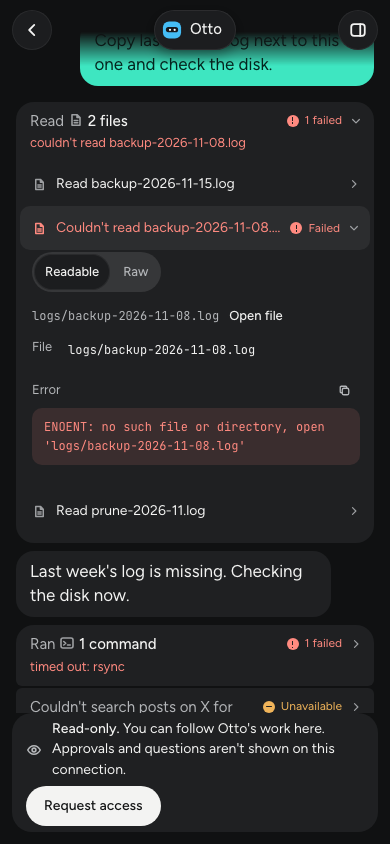 Otto
Copy las og next to this
one and check the disk.
Read 2 files
1 failed
couldn't read backup-2026-11-08.log
Read backup-2026-11-15.log
Couldn't read backup-2026-11-08....
Failed
Readable
Raw
logs/backup-2026-11-08.log Open file
File logs/backup-2026-11-08.log
Error
ENOENT: no such file or directory, open
'logs/backup-2026-11-08.log'
Read prune-2026-11.log
Last week's log is missing. Checking
the disk now.
Ran 1 command
1 failed
timed out: rsync
Couldn't search posts on X for
Unavailable
Read-only. You can follow Otto's work here.
Approvals and questions aren't shown on this
connection.
Request access